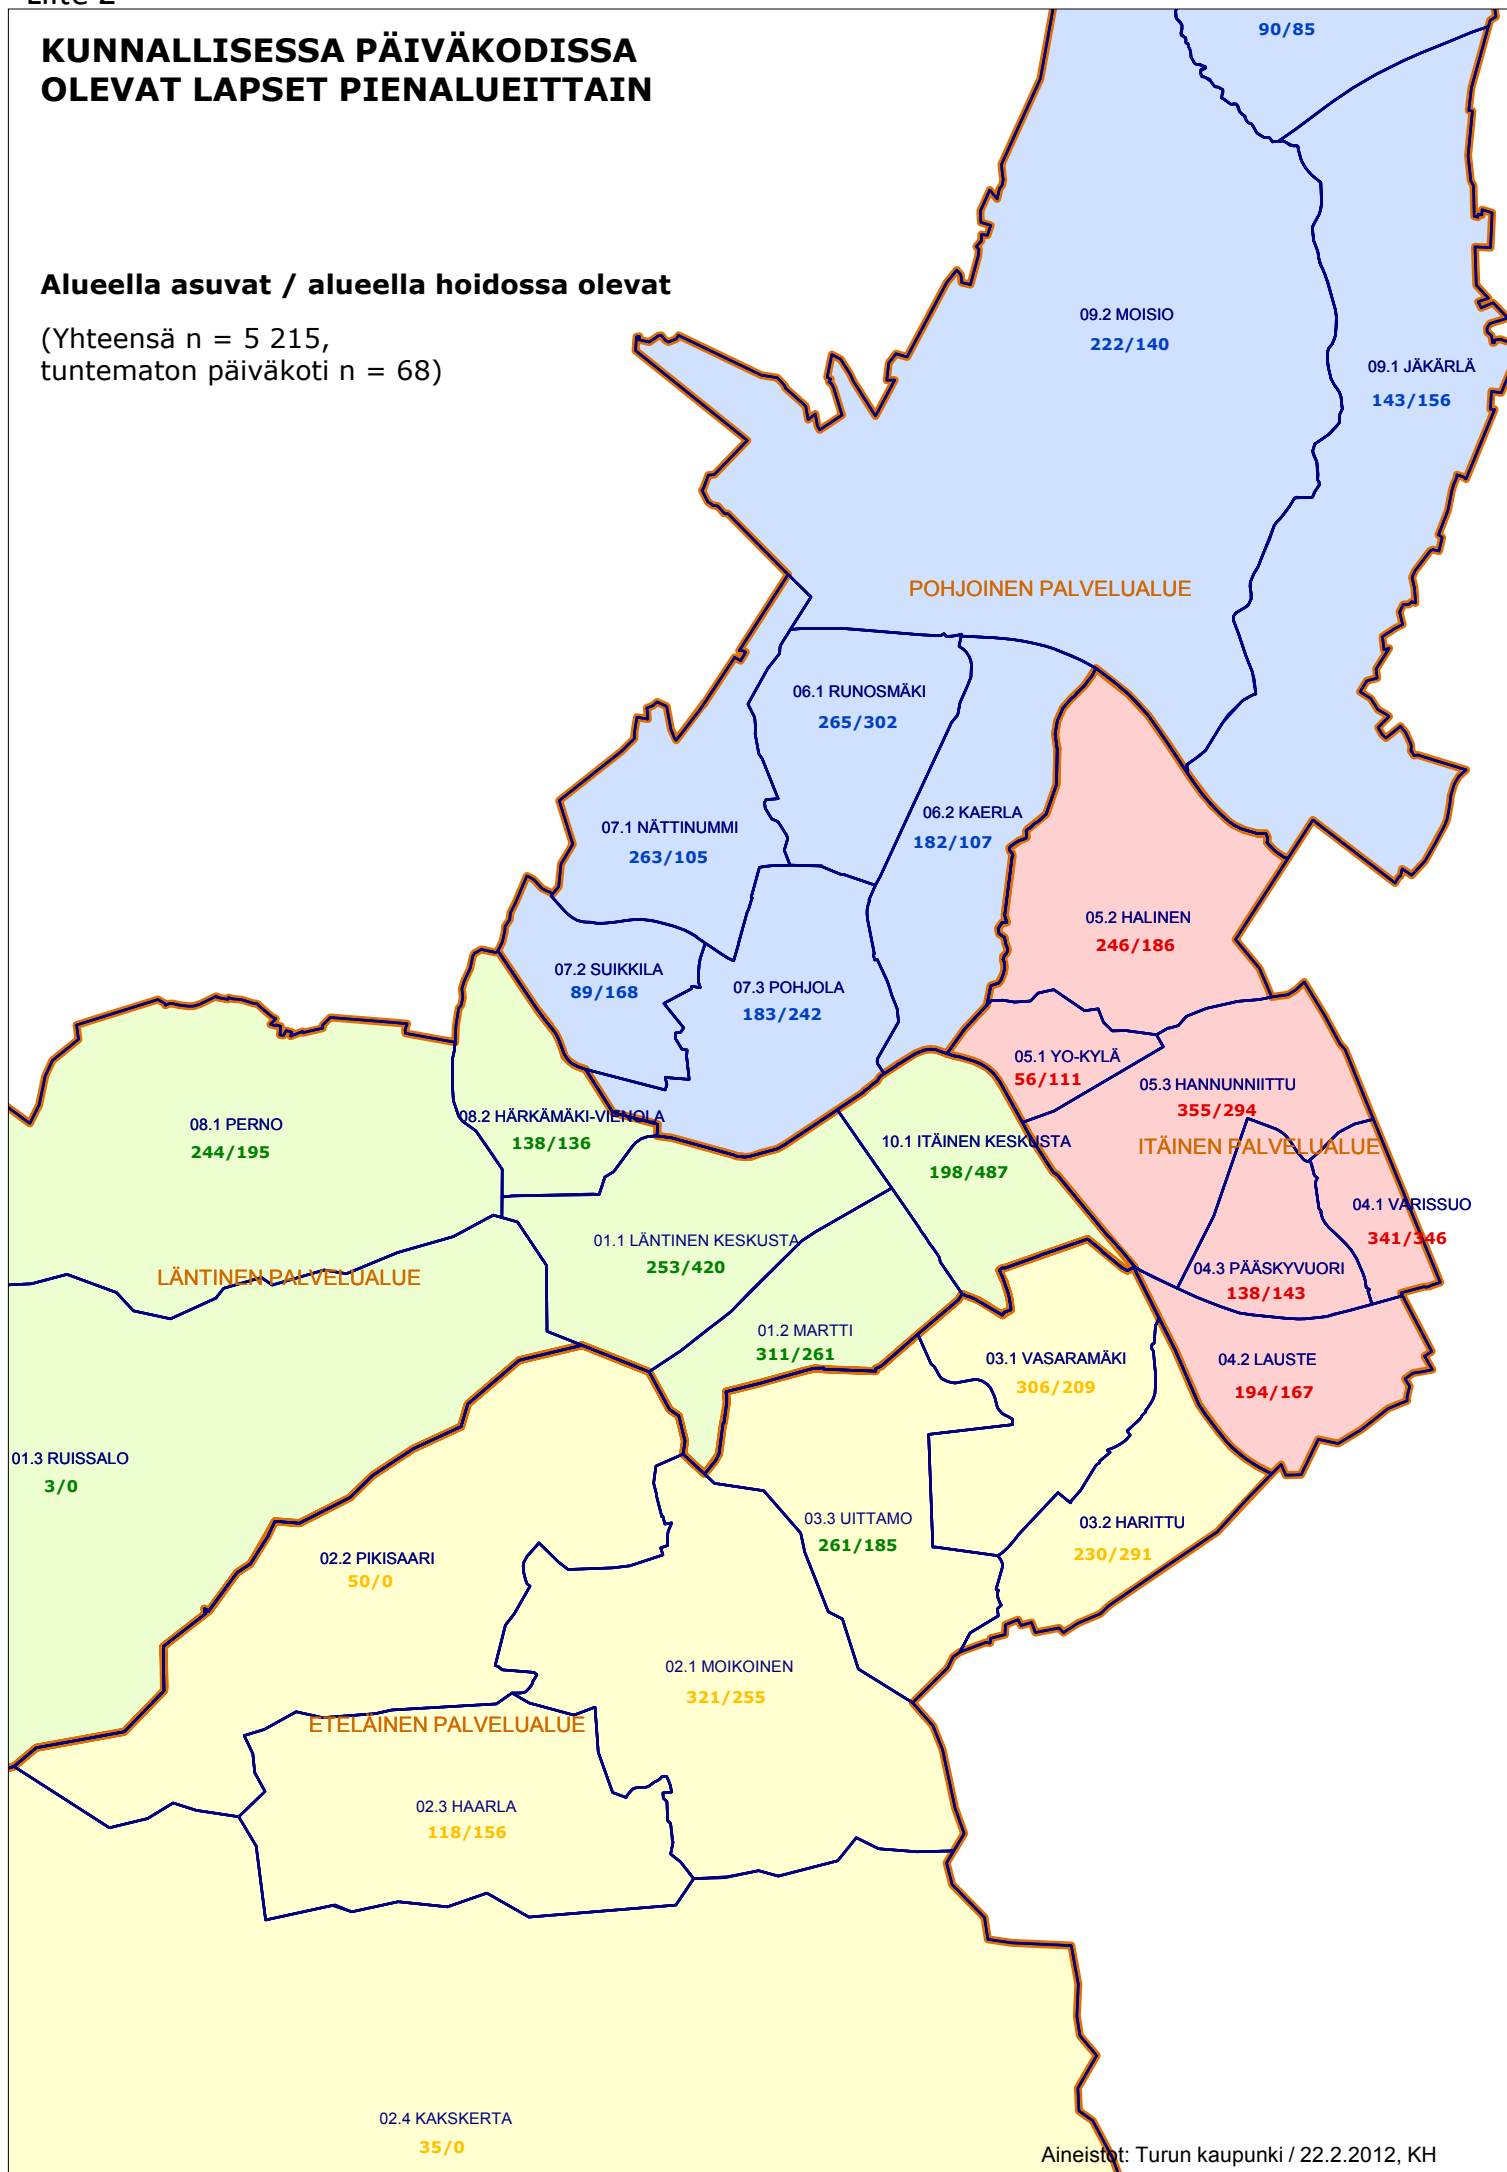 Liite 2
KUNNALLISESSA PÄIVÄKODISSA
OLEVAT LAPSET PIENALUEITTAIN
90/85
Alueella asuvat / alueella hoidossa olevat
(Yhteensä n = 5 215,
tuntematon päiväkoti n = 68)
09.2 MOISIO
222/140
09.1 JÄKÄRLÄ
143/156
POHJOINEN PALVELUALUE
06.1 RUNOSMÄKI
265/302
06.2 KAERLA
182/107
07.1 NÄTTINUMMI
263/105
05.2 HALINEN
246/186
07.2 SUIKKILA
89/168
07.3 POHJOLA
183/242
05.1 YO-KYLÄ
56/111
05.3 HANNUNNIITTU
355/294
08.1 PERNO
244/195
08.2 HÄRKÄMÄKI-VIENOLA
138/136
10.1 ITÄINEN KESKUSTA
198/487
ITÄINEN PALVELUALUE
04.1 VARISSUO
341/346
01.1 LÄNTINEN KESKUSTA
253/420
LÄNTINEN PALVELUALUE
04.3 PÄÄSKYVUORI
138/143
01.2 MARTTI
311/261
03.1 VASARAMÄKI
306/209
04.2 LAUSTE
194/167
01.3 RUISSALO
3/0
03.3 UITTAMO
261/185
03.2 HARITTU
230/291
02.2 PIKISAARI
50/0
02.1 MOIKOINEN
321/255
ETELÄINEN PALVELUALUE
02.3 HAARLA
118/156
02.4 KAKSKERTA
35/0
Aineistot: Turun kaupunki / 22.2.2012, KH